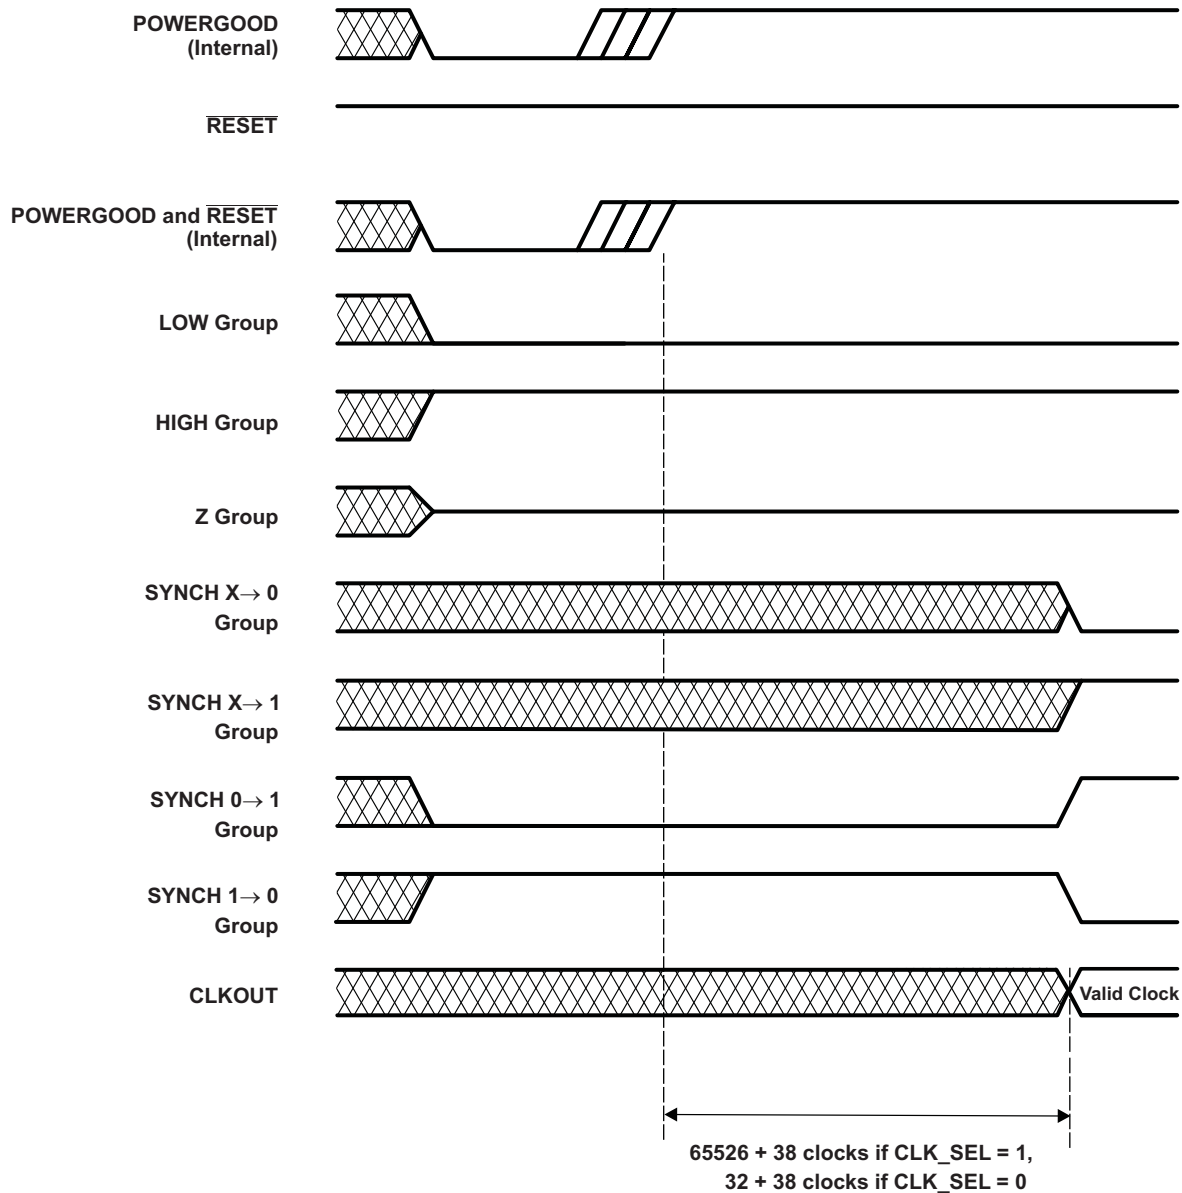 POWERGOOD
(Internal)
RESET
POWERGOOD and RESET
(Internal)
LOW Group
HIGH Group
Z Group
SYNCH X→ 0
Group
SYNCH X→ 1
Group
SYNCH 0→ 1
Group
SYNCH 1→ 0
Group
CLKOUT
Valid Clock
65526 + 38 clocks if CLK_SEL = 1,
32 + 38 clocks if CLK_SEL = 0